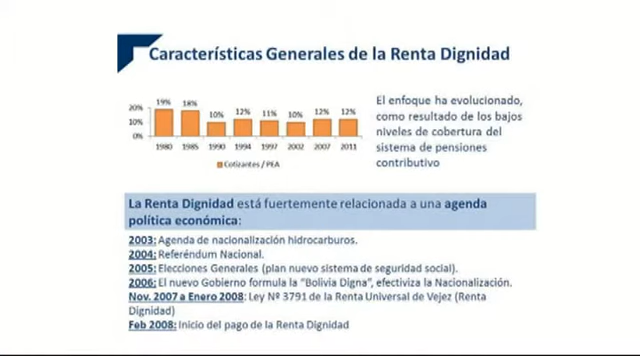 Características Generales de la Renta Dignidad
20%
10%
0%
19%
18%
10%
12%
11%
10%
12%
12%
1980 1985 1990 1994 1997 2002 2007 2011
Cotizantes / PEA
El enfoque ha evolucionado,
como resultado de los bajos
niveles de cobertura del
sistema de pensiones
contributivo
La Renta Dignidad está fuertemente relacionada a una agenda
política económica:
2003: Agenda de nacionalización hidrocarburos.
2004: Referéndum Nacional.
2005: Elecciones Generales (plan nuevo sistema de seguridad social).
2006: El nuevo Gobierno formula la "Bolivia Digna", efectiviza la Nacionalización.
Nov. 2007 a Enero 2008: Ley Nº 3791 de la Renta Universal de Vejez (Renta
Dignidad)
Feb 2008: Inicio del pago de la Renta Dignidad